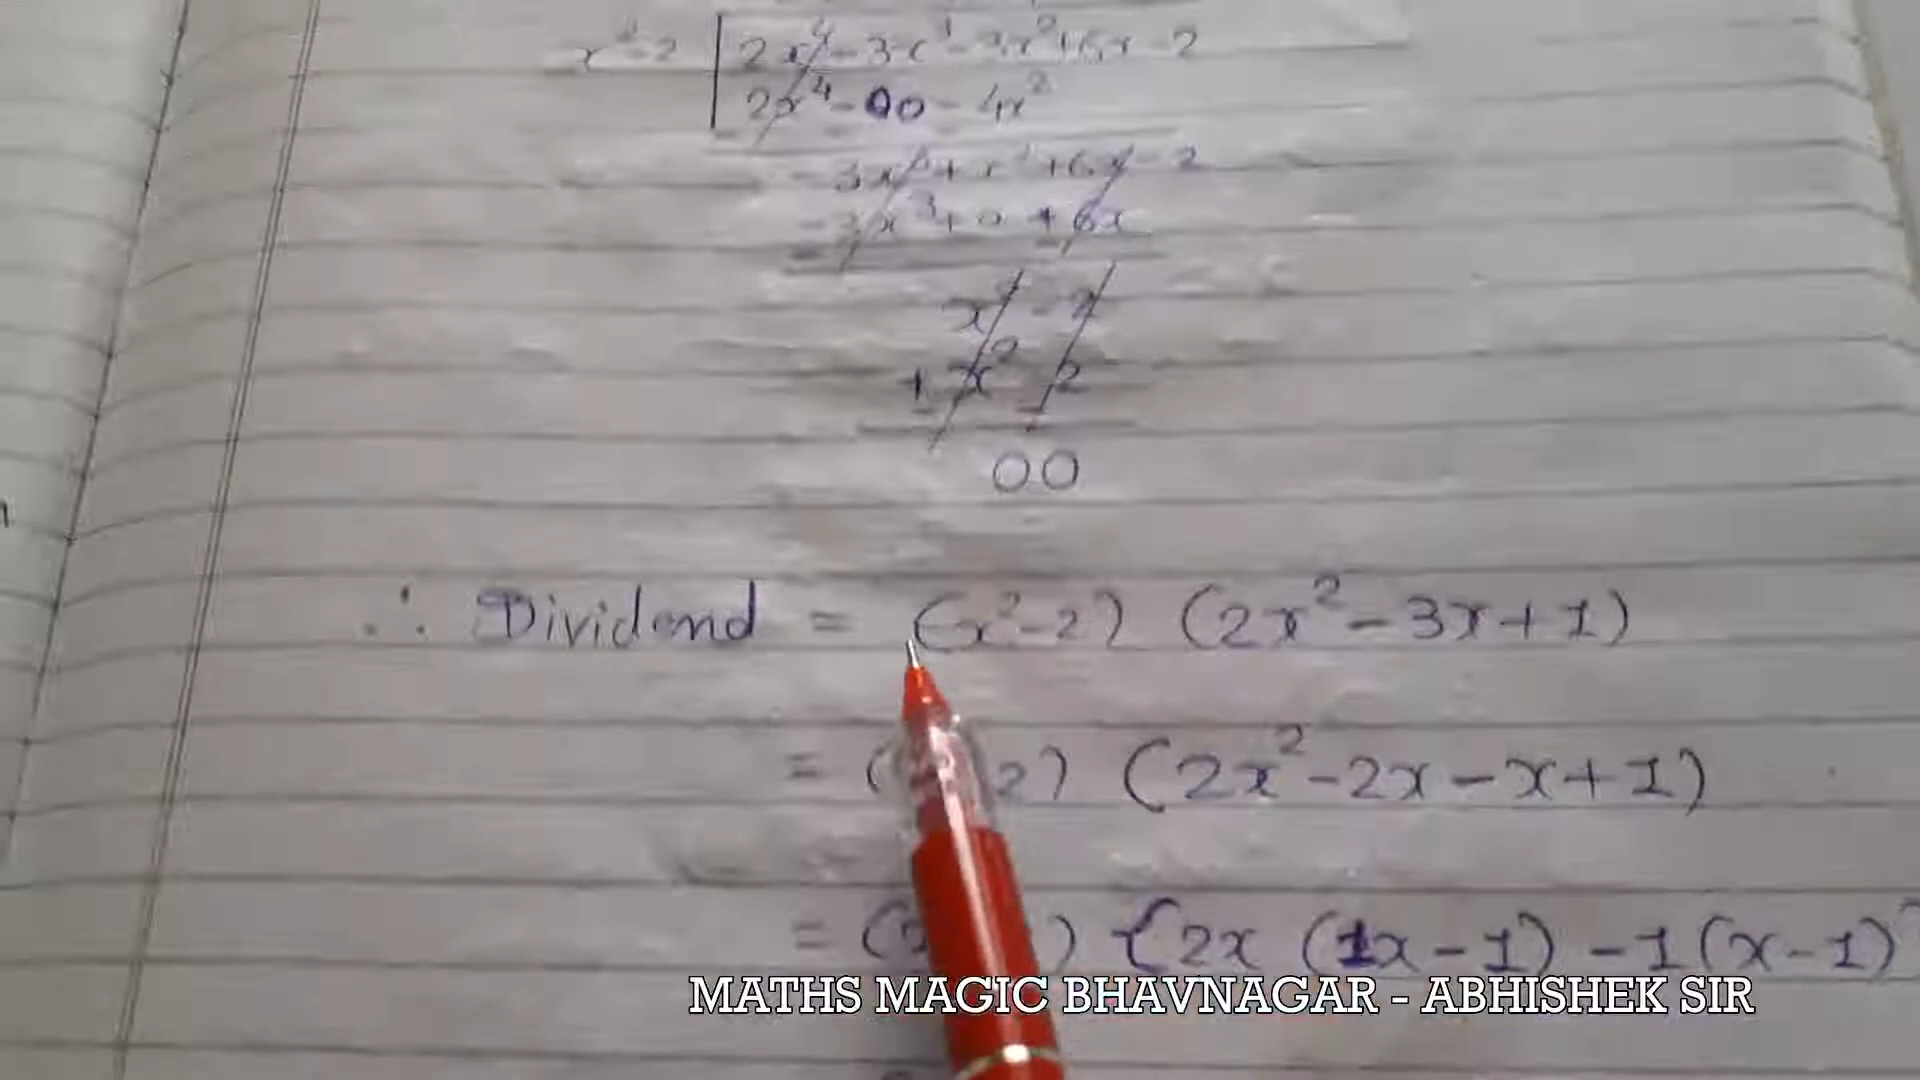 x²-2 | 2x⁴-3x³-3x²+6x-2
2x⁴-00-4x²
-3x³+x²+6x-2
-3x³+0+6x
x²-2
+x²-2
00
∴ Dividend = (x²-2) (2x²-3x+1)
= ( 2) (2x²-2x-x+1)
= (x ) {2x (1x-1) -1(x-1)
MATHS MAGIC BHAVNAGAR - ABHISHEK SIR